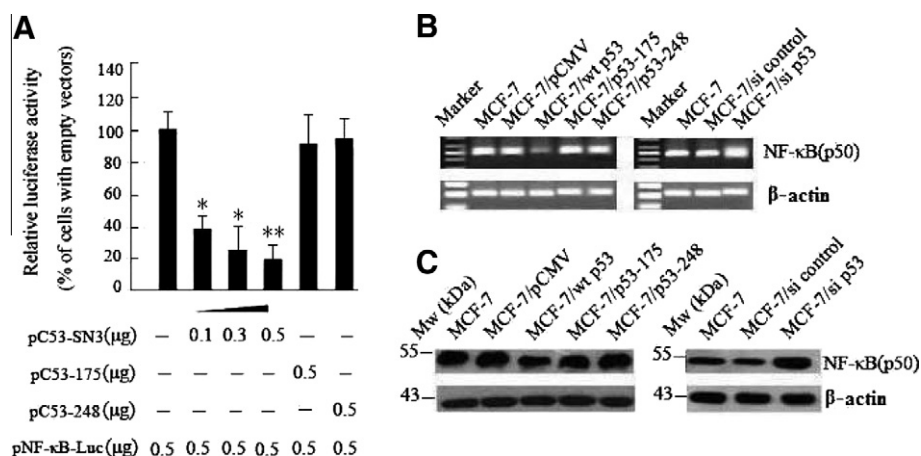 A
Relative luciferase activity
(% of cells with empty vectors)
140
120
100
80
60
40
20
0
* * **
pC53-SN3(μg) – 0.1 0.3 0.5 – –
pC53-175(μg) – – – – 0.5 –
pC53-248(μg) – – – – – 0.5
pNF-κB-Luc(μg) 0.5 0.5 0.5 0.5 0.5 0.5
B
Marker
MCF-7
MCF-7/pCMV
MCF-7/wt p53
MCF-7/p53-175
MCF-7/p53-248
Marker
MCF-7
MCF-7/si control
MCF-7/si p53
NF-κB(p50)
β-actin
C
Mw (kDa)
MCF-7
MCF-7/pCMV
MCF-7/wt p53
MCF-7/p53-175
MCF-7/p53-248
Mw (kDa)
MCF-7
MCF-7/si control
MCF-7/si p53
55–
55–
NF-κB(p50)
43–
43–
β-actin